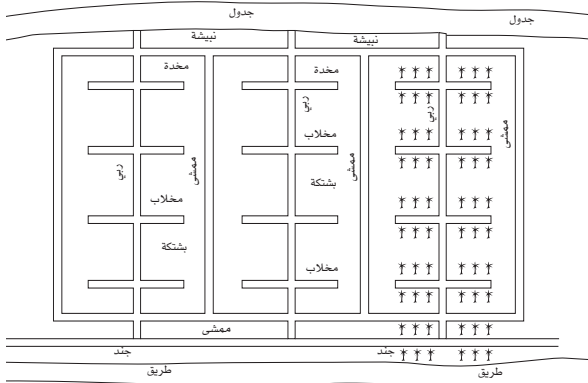 جدول
جدول
نبيشة
نبيشة
مخدة
مخدة
ربي
ربي
ممشى
مخلاب
ربي
ممشى
ممشى
بشتكة
مخلاب
بشتكة
مخلاب
ممشى
جند
جند
طريق
طريق